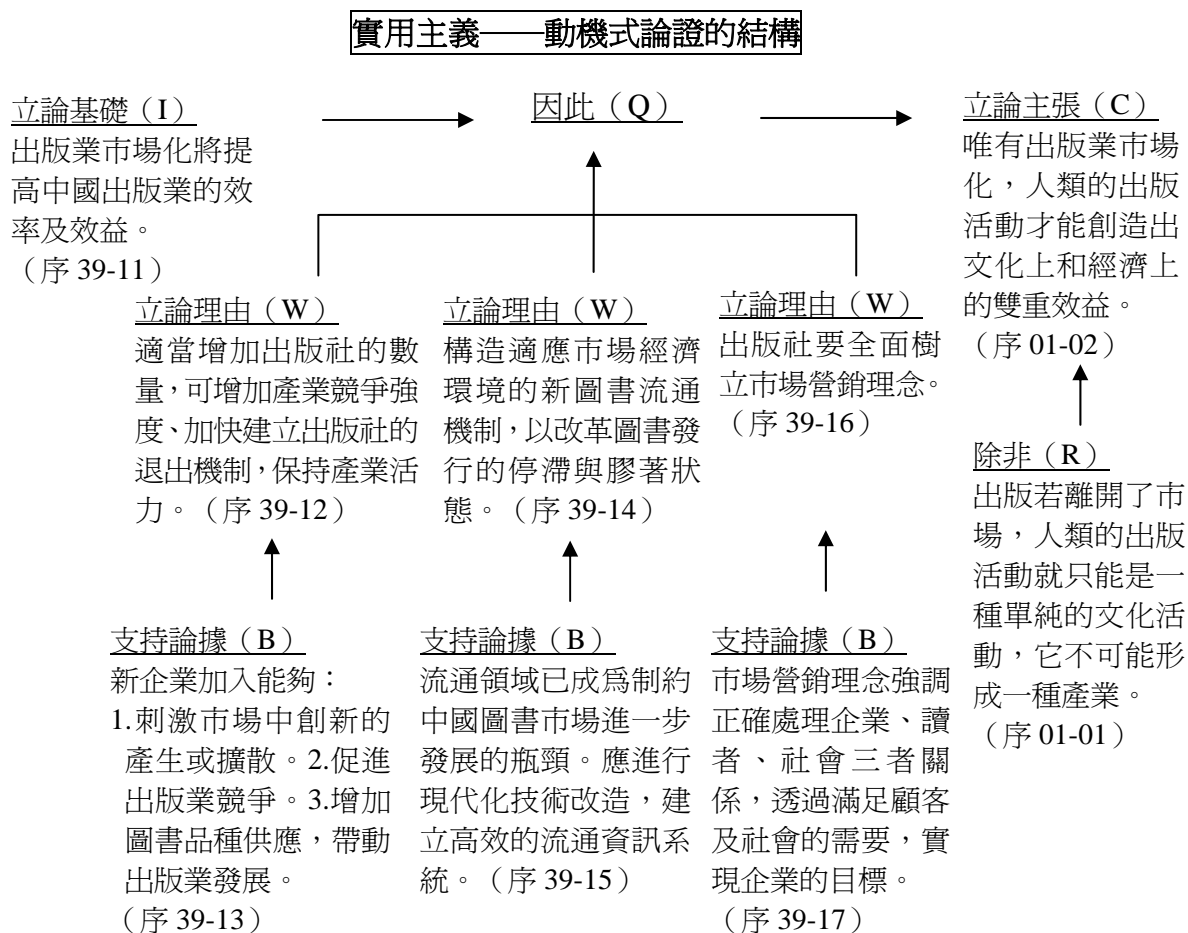 實用主義——動機式論證的結構
立論基礎（I）
出版業市場化將提
高中國出版業的效
率及效益。
（序 39-11）
因此（Q）
立論主張（C）
唯有出版業市場
化，人類的出版
活動才能創造出
文化上和經濟上
的雙重效益。
（序 01-02）
立論理由（W）
適當增加出版社的數
量，可增加產業競爭強
度、加快建立出版社的
退出機制，保持產業活
力。（序 39-12）
立論理由（W）
構造適應市場經濟
環境的新圖書流通
機制，以改革圖書發
行的停滯與膠著狀
態。（序 39-14）
立論理由（W）
出版社要全面樹
立市場營銷理念。
（序 39-16）
除非（R）
出版若離開了市
場，人類的出版
活動就只能是一
種單純的文化活
動，它不可能形
成一種產業。
（序 01-01）
支持論據（B）
新企業加入能夠：
1.刺激市場中創新的
產生或擴散。2.促進
出版業競爭。3.增加
圖書品種供應，帶動
出版業發展。
（序 39-13）
支持論據（B）
流通領域已成爲制約
中國圖書市場進一步
發展的瓶頸。應進行
現代化技術改造，建
立高效的流通資訊系
統。（序 39-15）
支持論據（B）
市場營銷理念強調
正確處理企業、讀
者、社會三者關
係，透過滿足顧客
及社會的需要，實
現企業的目標。
（序 39-17）